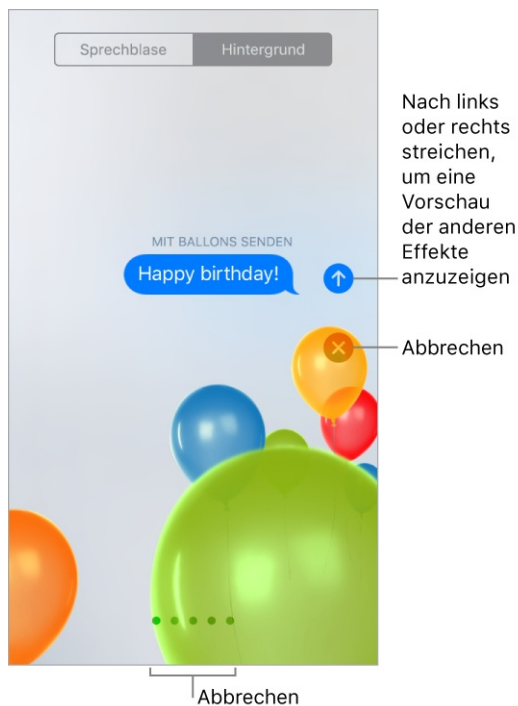 Sprechblase
Hintergrund
Nach links
oder rechts
streichen,
um eine
Vorschau
der anderen
Effekte
anzuzeigen
MIT BALLONS SENDEN
Happy birthday!
Abbrechen
Abbrechen